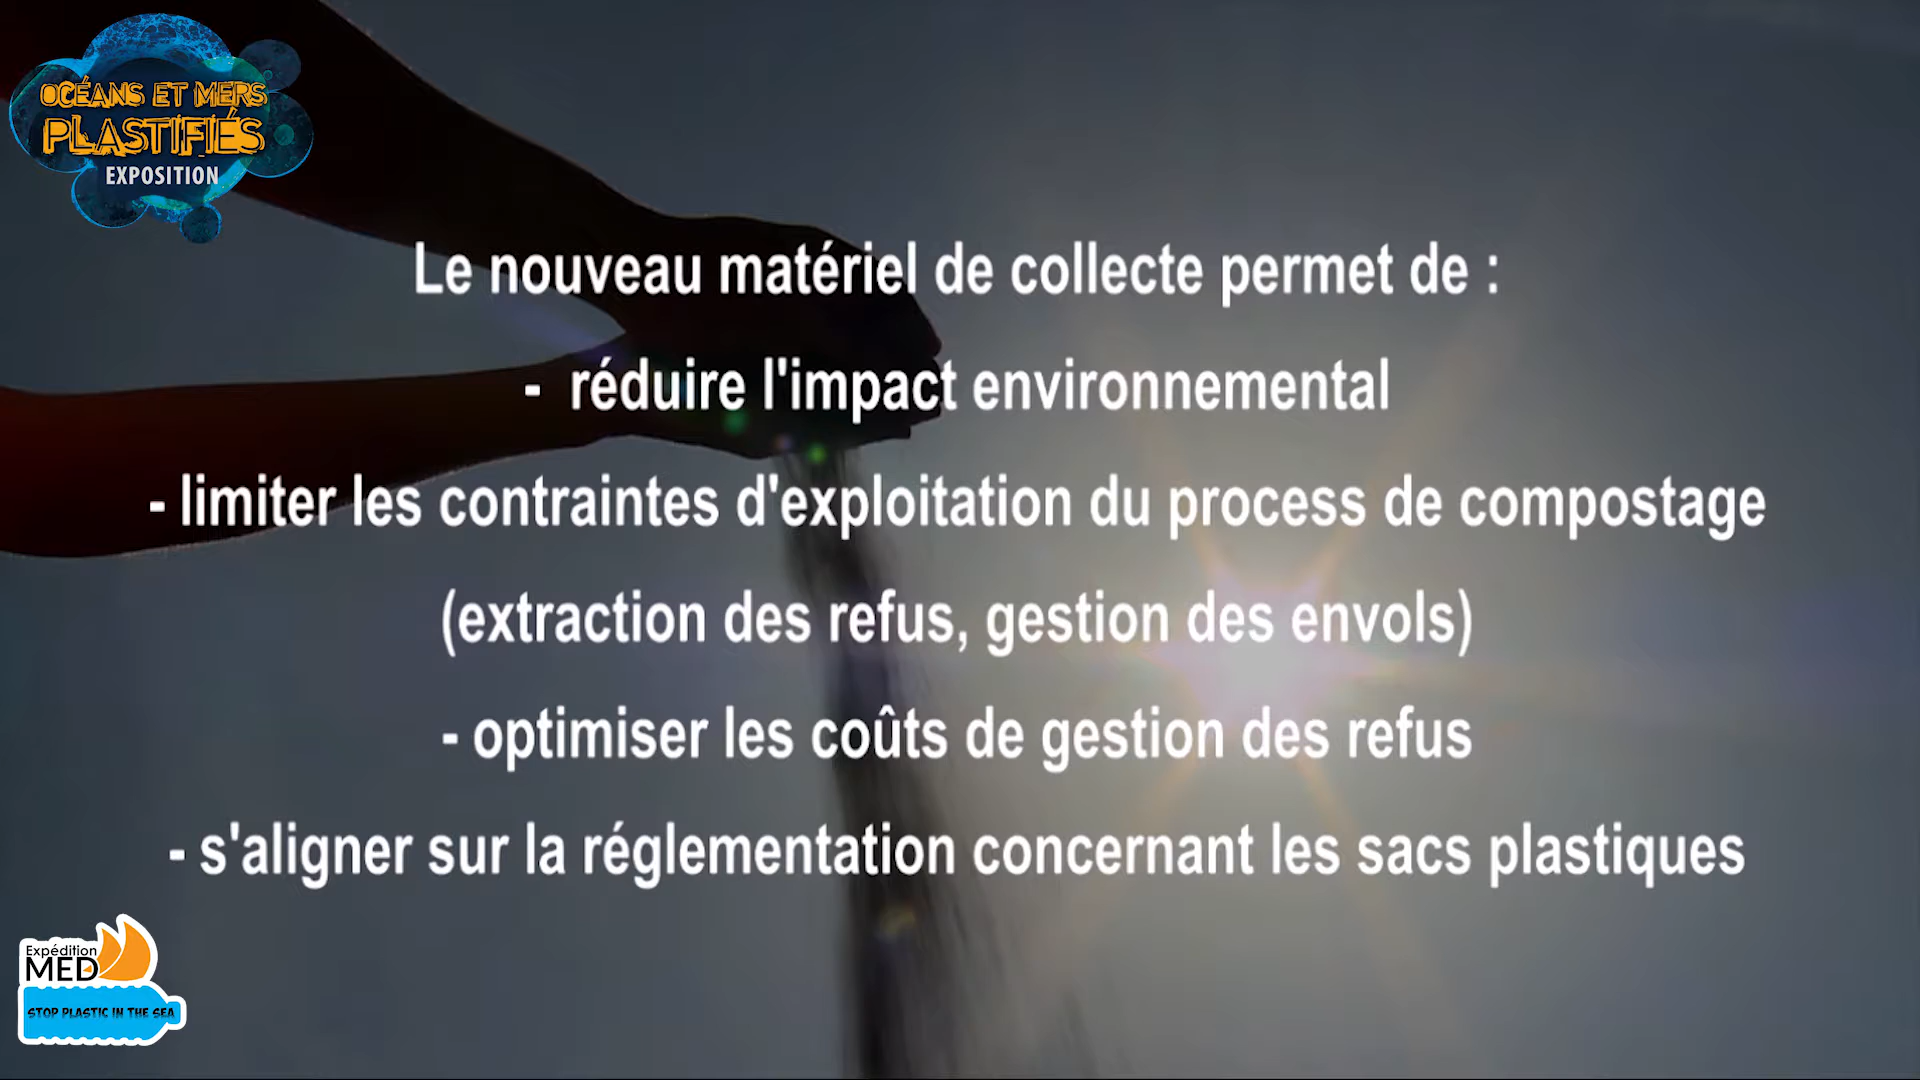 OCÉANS ET MERS
PLASTIFIÉS
EXPOSITION
Le nouveau matériel de collecte permet de :
- réduire l'impact environnemental
- limiter les contraintes d'exploitation du process de compostage
(extraction des refus, gestion des envols)
- optimiser les coûts de gestion des refus
- s'aligner sur la réglementation concernant les sacs plastiques
Expédition
MED
STOP PLASTIC IN THE SEA